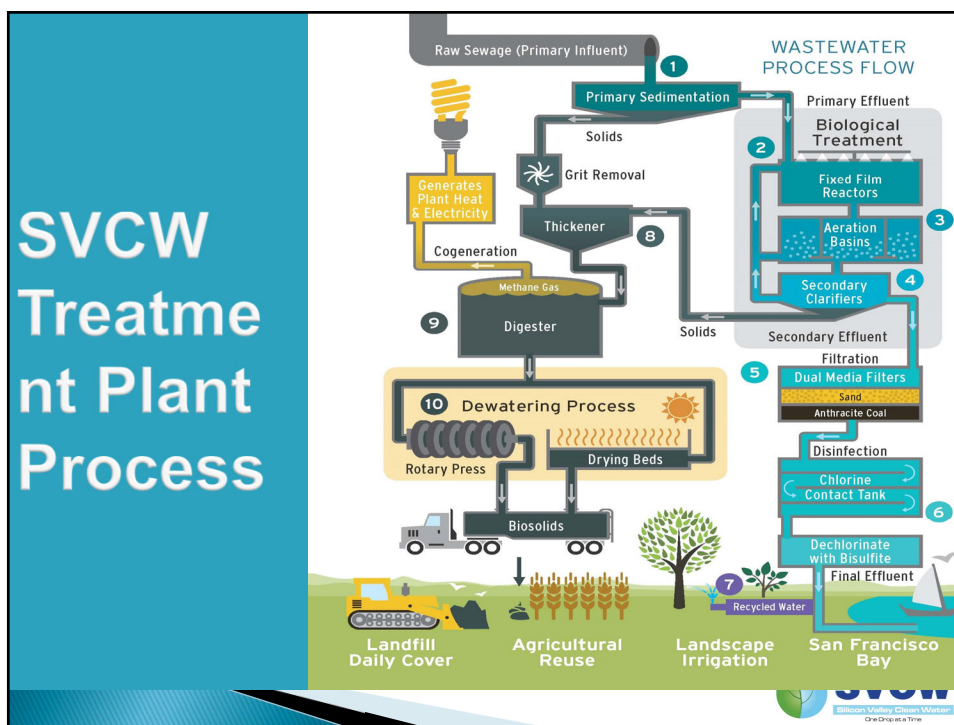 SVCW
Treatme
nt Plant
Process
Raw Sewage (Primary Influent)
1
WASTEWATER
PROCESS FLOW
Primary Sedimentation
Primary Effluent
Solids
Biological
Treatment
2
Fixed Film
Reactors
Grit Removal
Generates
Plant Heat
& Electricity
Thickener
8
3
Aeration
Basins
Cogeneration
Methane Gas
4
Secondary
Clarifiers
9
Digester
Solids
Secondary Effluent
Filtration
5
Dual Media Filters
Sand
Anthracite Coal
10
Dewatering Process
Rotary Press
Drying Beds
Disinfection
Chlorine
Contact Tank
6
Biosolids
Dechlorinate
with Bisulfite
Final Effluent
7
Recycled Water
Landfill
Daily Cover
Agricultural
Reuse
Landscape
Irrigation
San Francisco
Bay
SVCW
Silicon Valley Clean Water
One Drop at a Time